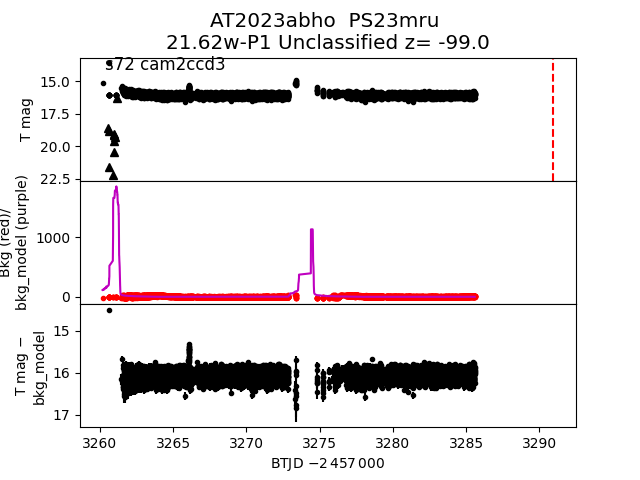 AT2023abho PS23mru
21.62w-P1 Unclassified z= -99.0
s72 cam2ccd3
15.0
17.5
20.0
22.5
T mag
1000
0
Bkg (red)/
bkg_model (purple)
15
16
17
T mag −
bkg_model
3260 3265 3270 3275 3280 3285 3290
BTJD −2 457 000